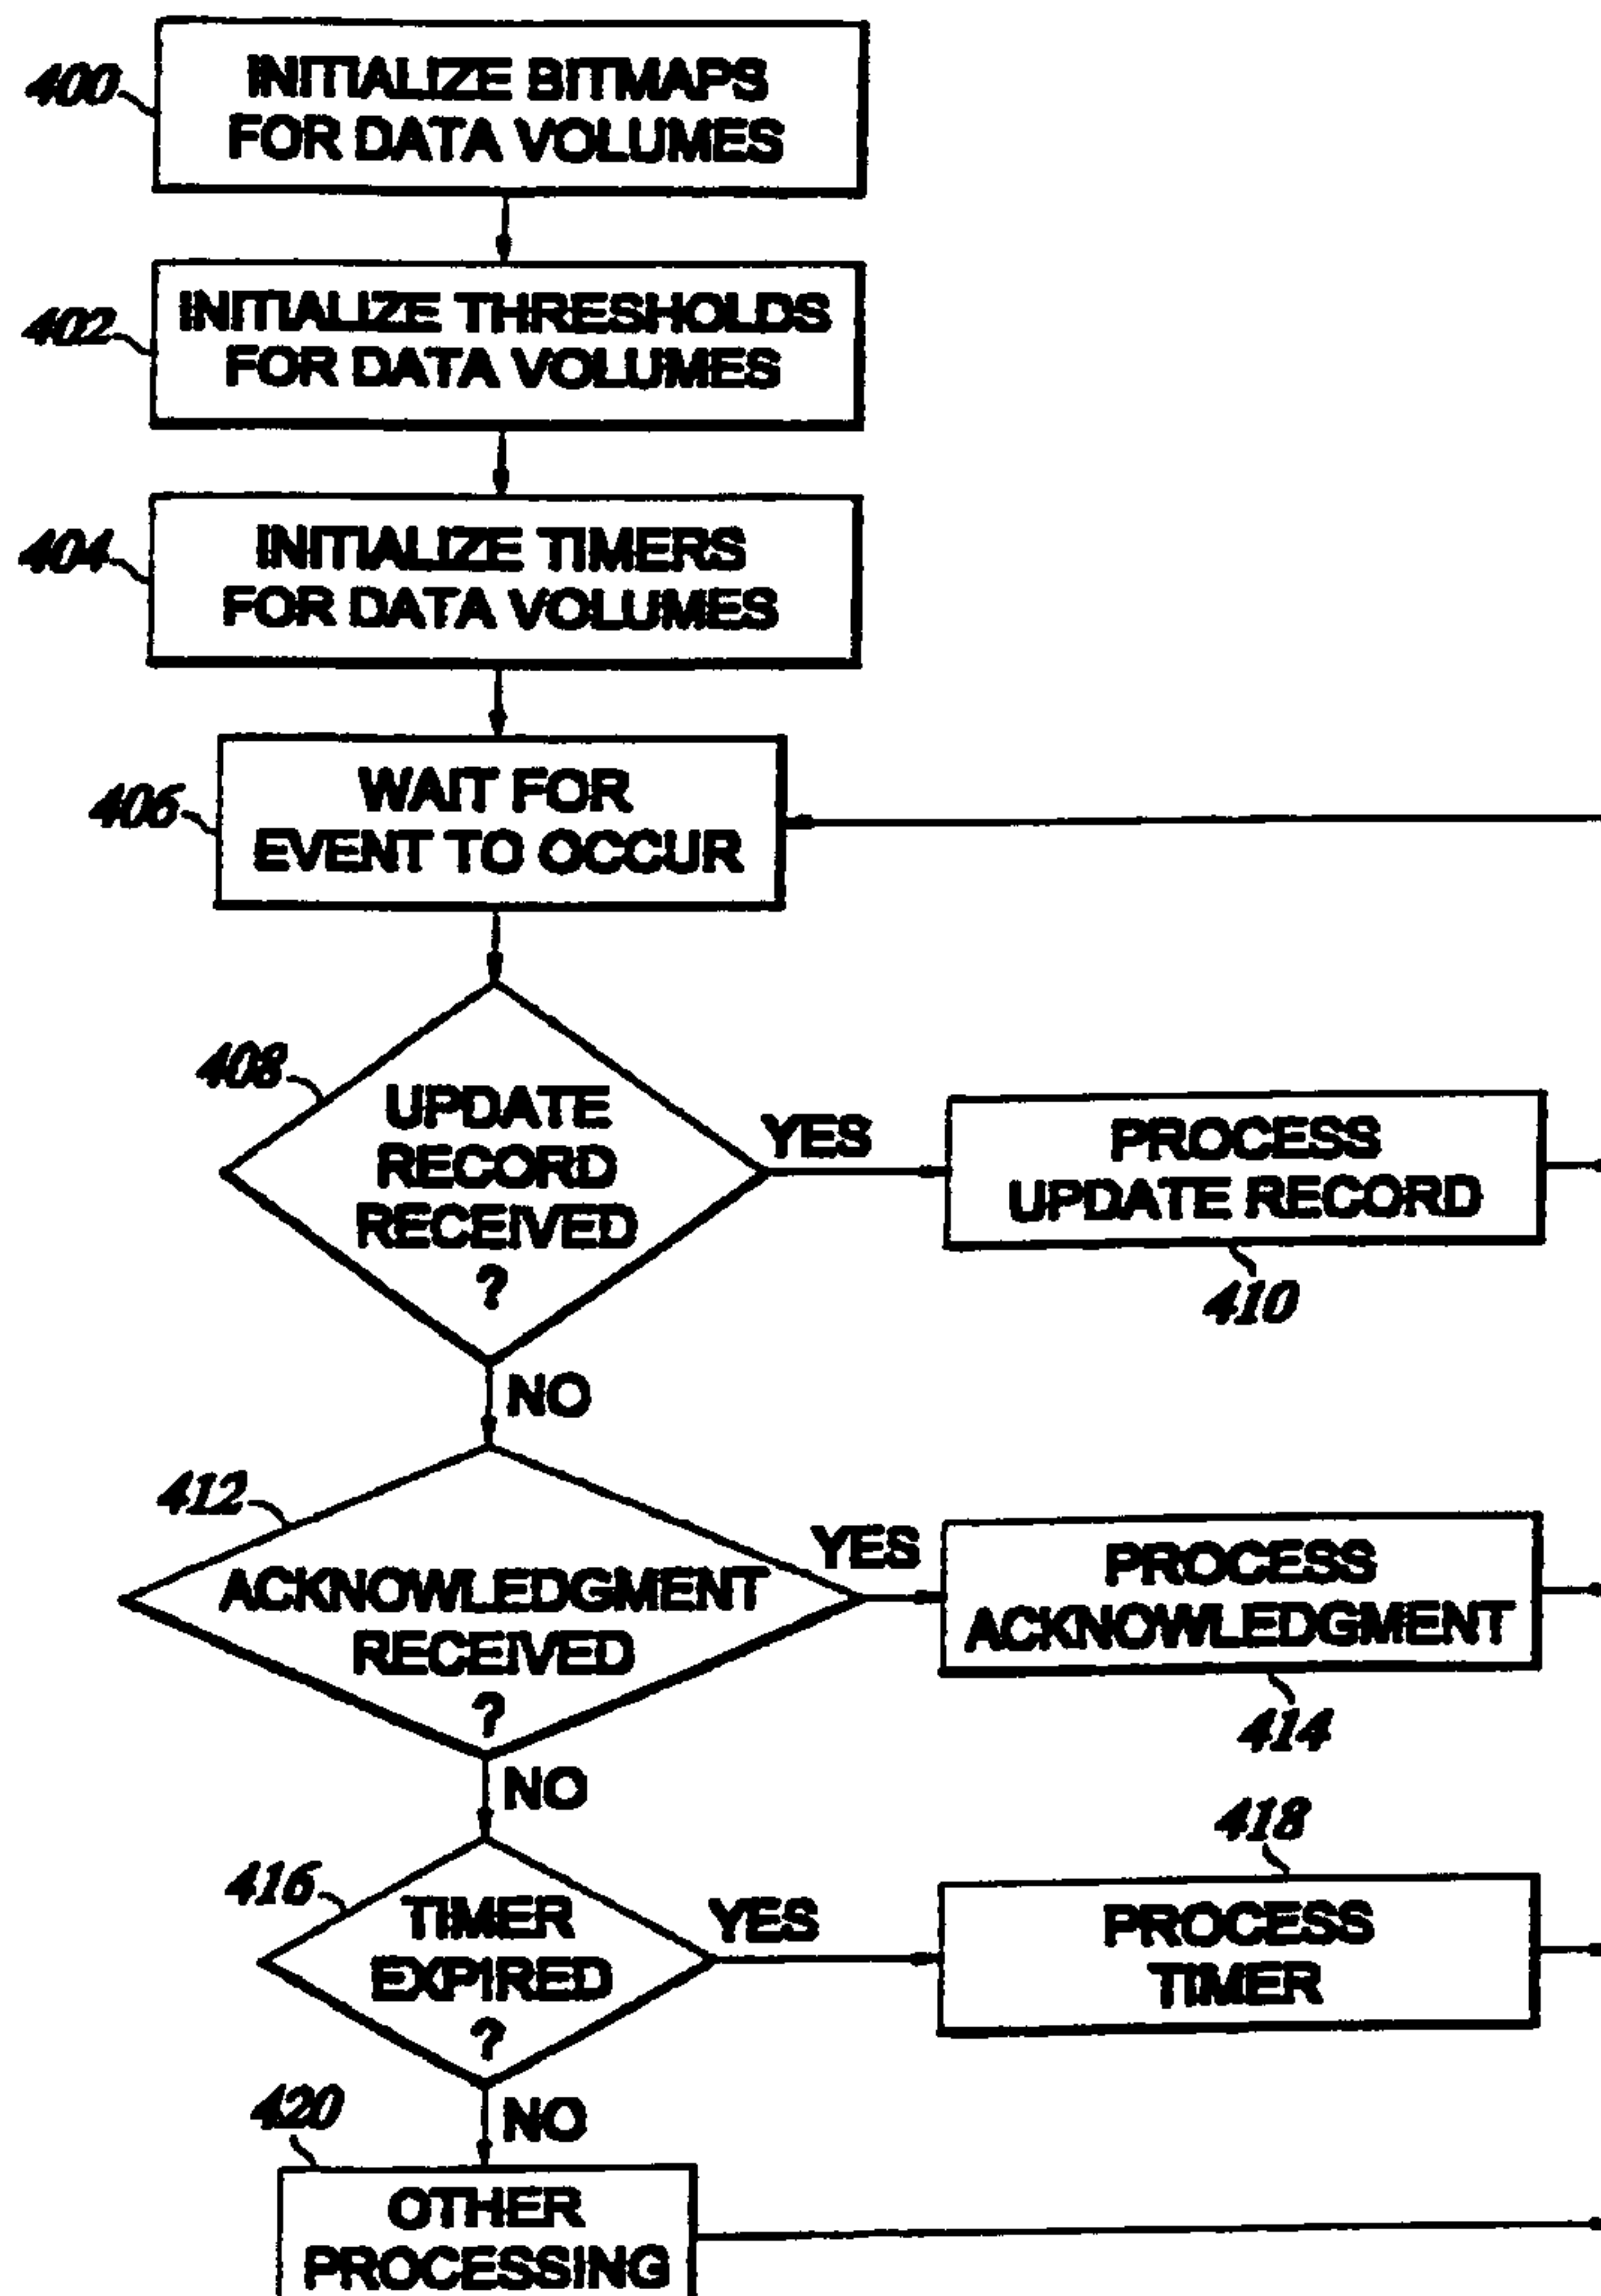 400
INITIALIZE BITMAPS
FOR DATA VOLUMES
402
INITIALIZE THRESHOLDS
FOR DATA VOLUMES
404
INITIALIZE TIMERS
FOR DATA VOLUMES
406
WAIT FOR
EVENT TO OCCUR
408
UPDATE
RECORD
RECEIVED
?
YES
PROCESS
UPDATE RECORD
410
NO
412
ACKNOWLEDGMENT
RECEIVED
?
YES
PROCESS
ACKNOWLEDGMENT
414
NO
416
TIMER
EXPIRED
?
YES
418
PROCESS
TIMER
NO
420
OTHER
PROCESSING